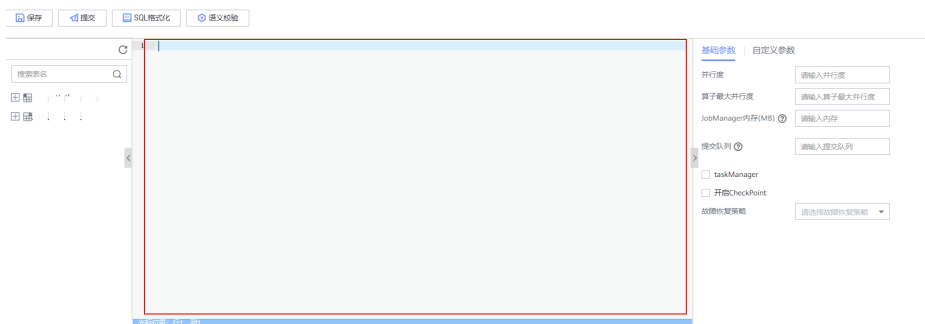 保存 提交 SQL格式化 语义校验
搜索表名
1
基础参数 自定义参数
并行度 请输入并行度
算子最大并行度 请输入算子最大并行度
JobManager内存(MB) 请输入内存
提交队列 请输入提交队列
taskManager
开启CheckPoint
故障恢复策略 请选择故障恢复策略